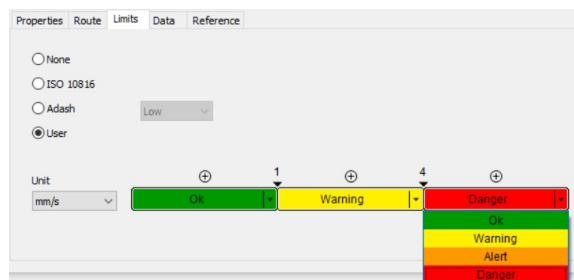 Properties Route Limits Data Reference
None
ISO 10816
Adash Low
User
1 4
Unit
mm/s Ok Warning Danger
Ok
Warning
Alert
Danger